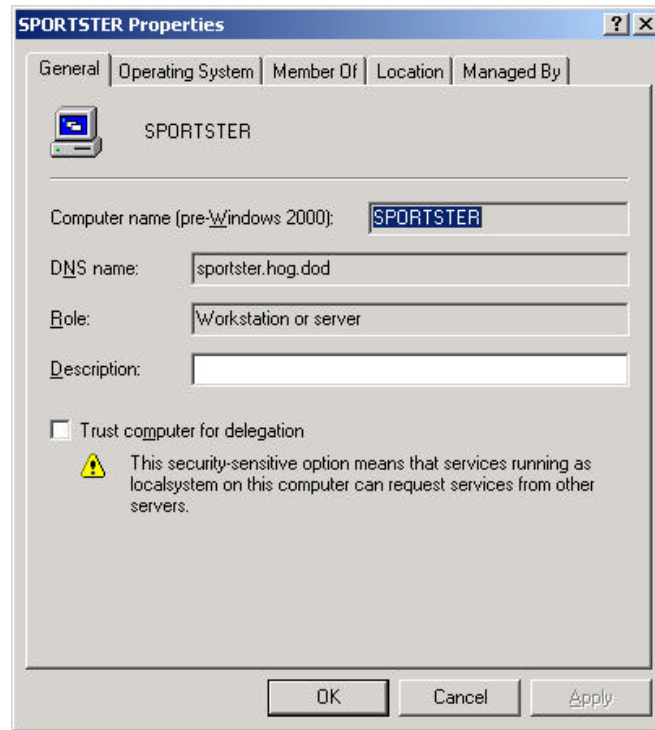 SPORTSTER Properties
General Operating System Member Of Location Managed By
SPORTSTER
Computer name (pre-Windows 2000): SPORTSTER
DNS name: sportster.hog.dod
Role: Workstation or server
Description:
Trust computer for delegation
This security-sensitive option means that services running as
localsystem on this computer can request services from other
servers.
OK Cancel Apply